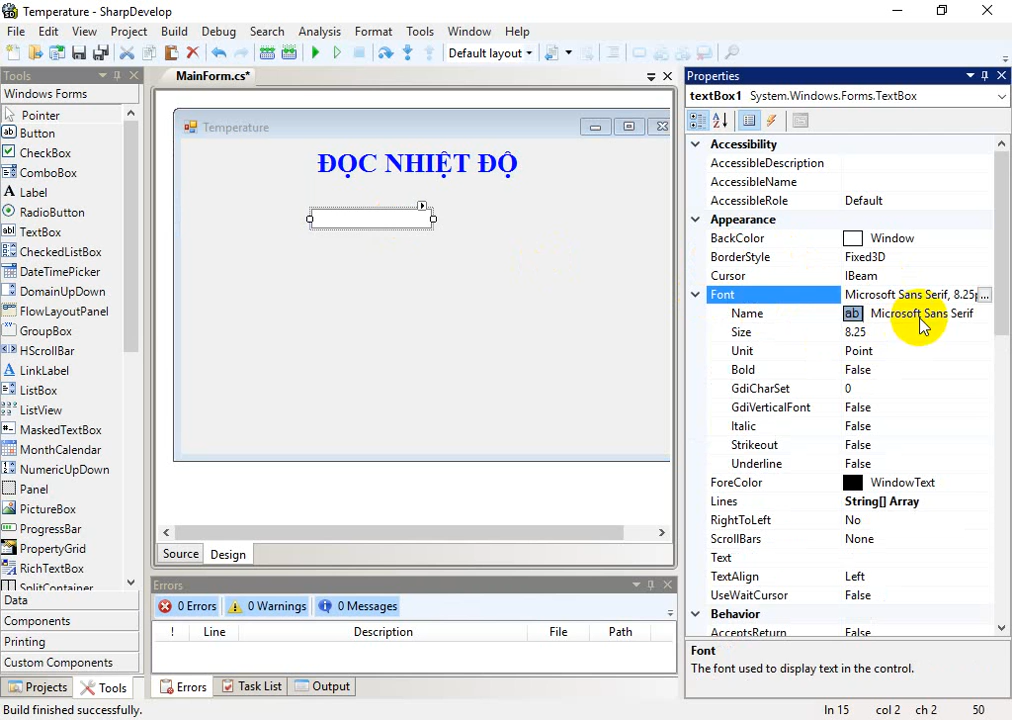 Temperature - SharpDevelop
File Edit View Project Build Debug Search Analysis Format Tools Window Help
Default layout
Tools
Windows Forms
Pointer
Button
CheckBox
ComboBox
Label
RadioButton
TextBox
CheckedListBox
DateTimePicker
DomainUpDown
FlowLayoutPanel
GroupBox
HScrollBar
LinkLabel
ListBox
ListView
MaskedTextBox
MonthCalendar
NumericUpDown
Panel
PictureBox
ProgressBar
PropertyGrid
RichTextBox
SplitContainer
Data
Components
Printing
Custom Components
Projects Tools
MainForm.cs*
Temperature
ĐỌC NHIỆT ĐỘ
Source Design
Errors
0 Errors 0 Warnings 0 Messages
! Line Description File Path
Errors Task List Output
Properties
textBox1 System.Windows.Forms.TextBox
Accessibility
AccessibleDescription
AccessibleName
AccessibleRole Default
Appearance
BackColor Window
BorderStyle Fixed3D
Cursor IBeam
Font Microsoft Sans Serif, 8.25p ...
Name ab Microsoft Sans Serif
Size 8.25
Unit Point
Bold False
GdiCharSet 0
GdiVerticalFont False
Italic False
Strikeout False
Underline False
ForeColor WindowText
Lines String[] Array
RightToLeft No
ScrollBars None
Text
TextAlign Left
UseWaitCursor False
Behavior
AcceptsReturn False
Font
The font used to display text in the control.
Build finished successfully.
ln 15 col 2 ch 2 50